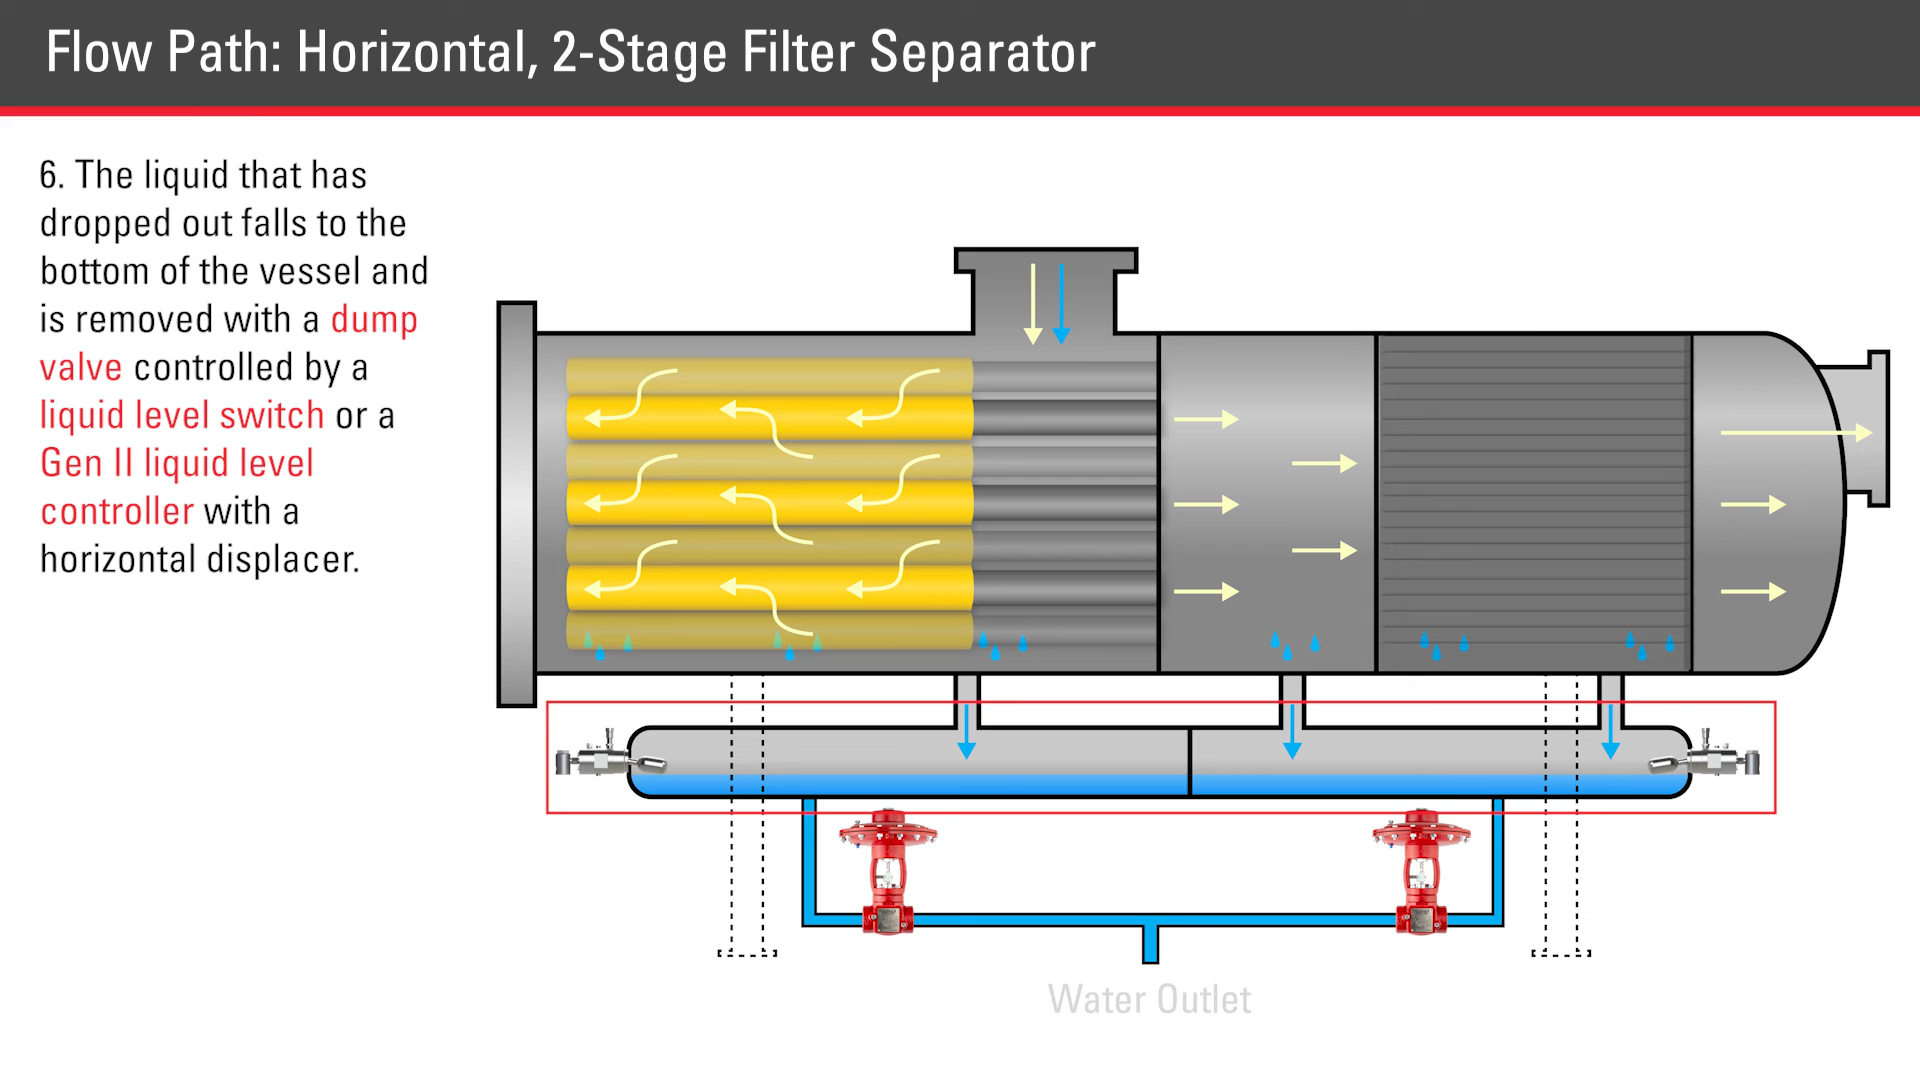 Flow Path: Horizontal, 2-Stage Filter Separator
6. The liquid that has
dropped out falls to the
bottom of the vessel and
is removed with a dump
valve controlled by a
liquid level switch or a
Gen II liquid level
controller with a
horizontal displacer.
Water Outlet